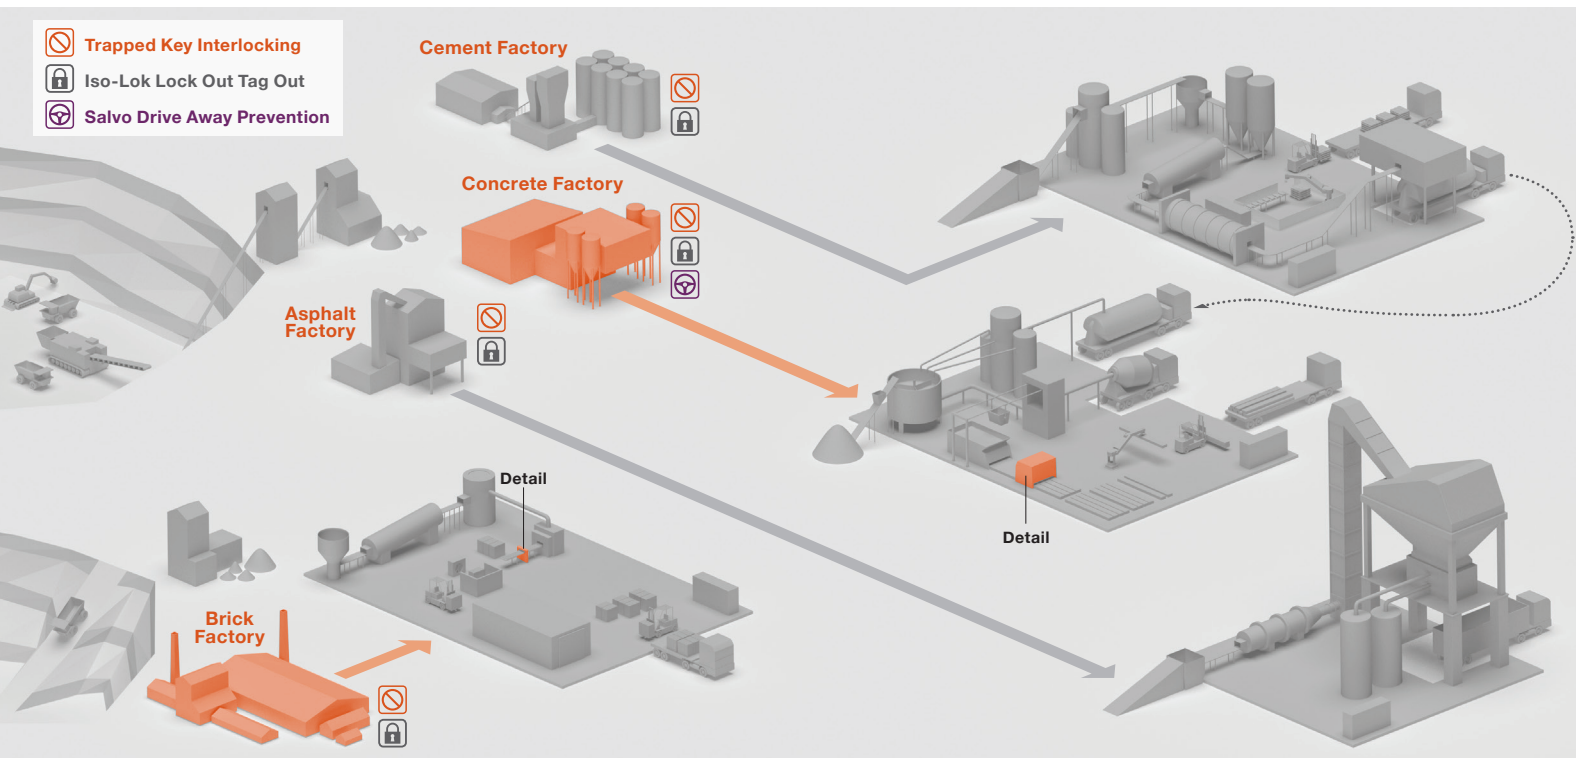 Trapped Key Interlocking
Iso-Lok Lock Out Tag Out
Salvo Drive Away Prevention
Cement Factory
Concrete Factory
Asphalt
Factory
Detail
Detail
Brick
Factory